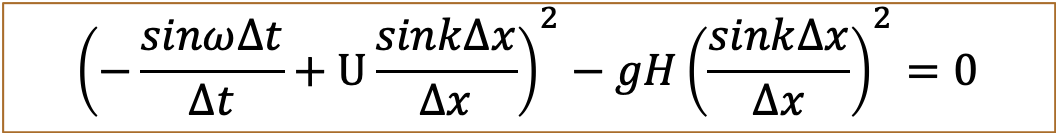 (−sinωΔt/Δt + U sinkΔx/Δx)² − gH(sinkΔx/Δx)² = 0